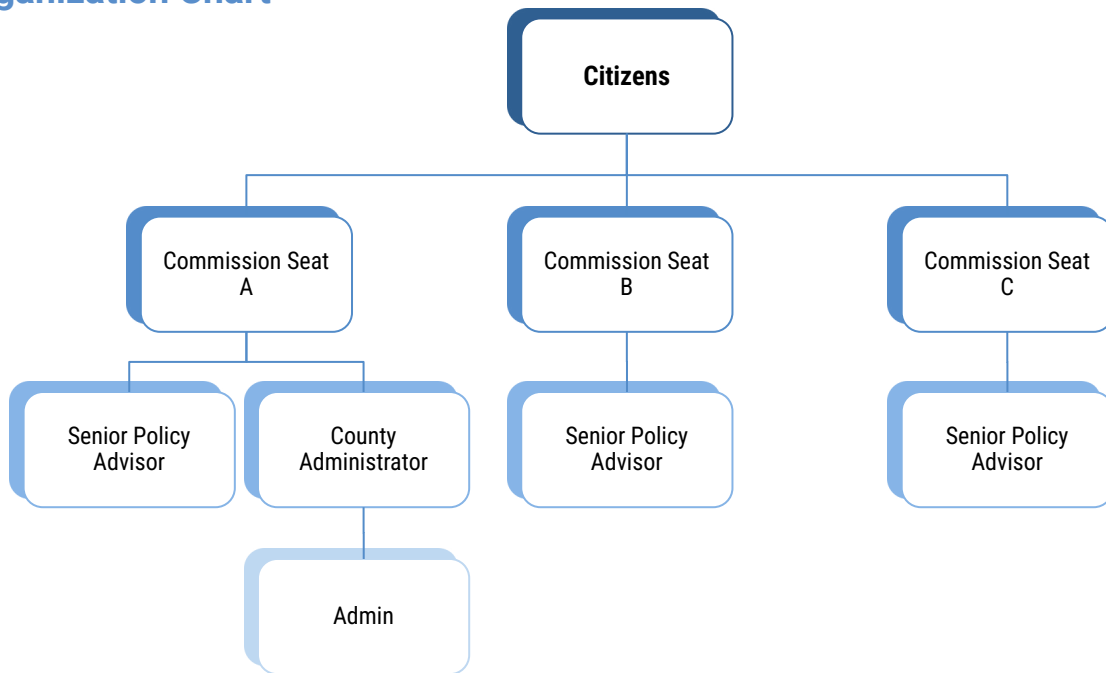 Chart
Citizens
Commission Seat
A
Commission Seat
B
Commission Seat
C
Senior Policy
Advisor
County
Administrator
Senior Policy
Advisor
Senior Policy
Advisor
Admin